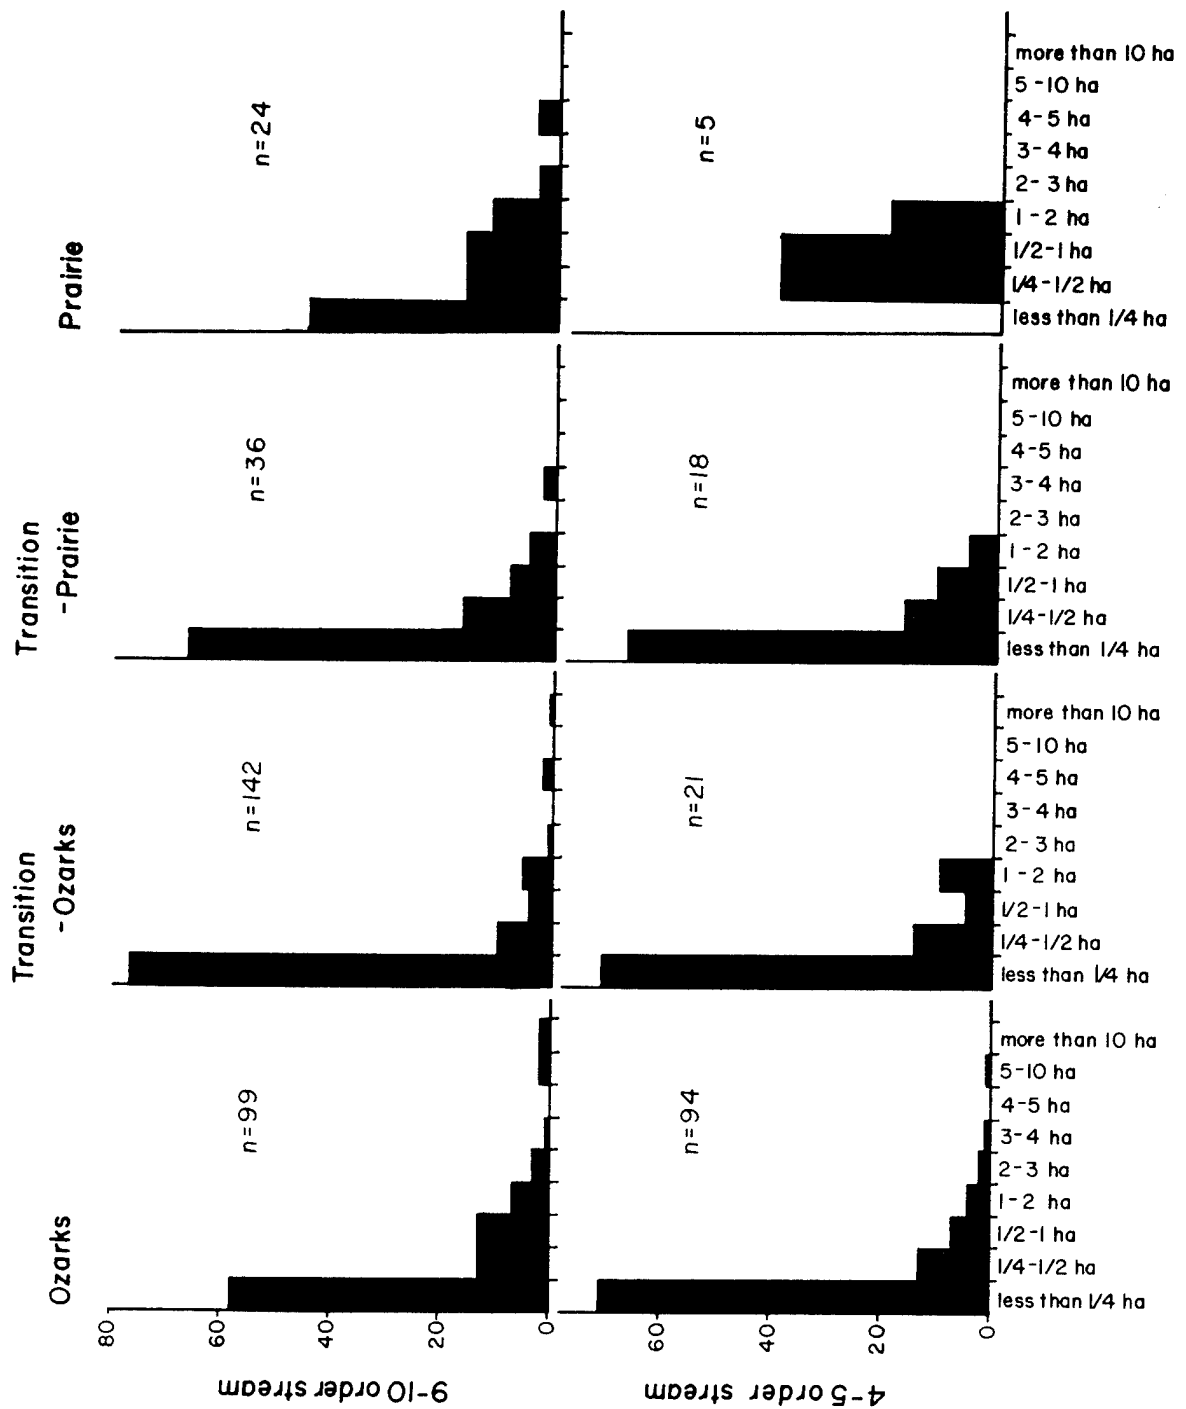 Ozarks
Transition
-Ozarks
Transition
-Prairie
Prairie
9-10 order stream
80
60
40
20
0
n=99
n=142
n=36
n=24
4-5 order stream
60
40
20
0
n=94
n=21
n=18
n=5
less than 1/4 ha
1/4-1/2 ha
1/2-1 ha
1-2 ha
2-3 ha
3-4 ha
4-5 ha
5-10 ha
more than 10 ha
less than 1/4 ha
1/4-1/2 ha
1/2-1 ha
1-2 ha
2-3 ha
3-4 ha
4-5 ha
5-10 ha
more than 10 ha
less than 1/4 ha
1/4-1/2 ha
1/2-1 ha
1-2 ha
2-3 ha
3-4 ha
4-5 ha
5-10 ha
more than 10 ha
less than 1/4 ha
1/4-1/2 ha
1/2-1 ha
1-2 ha
2-3 ha
3-4 ha
4-5 ha
5-10 ha
more than 10 ha